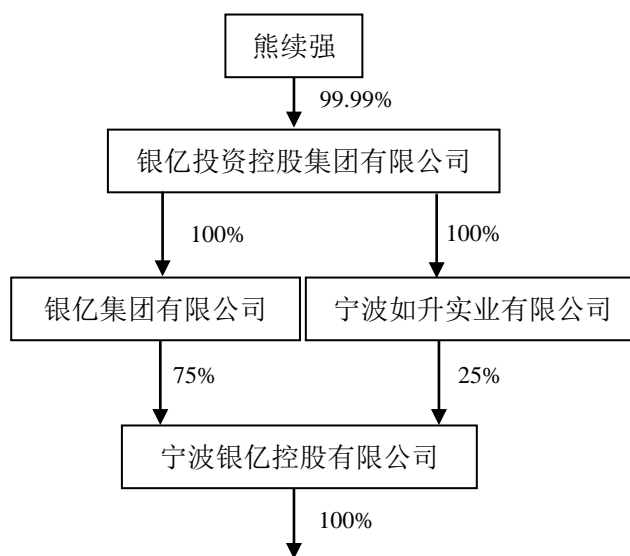 熊续强
99.99%
银亿投资控股集团有限公司
100%
100%
银亿集团有限公司
宁波如升实业有限公司
75%
25%
宁波银亿控股有限公司
100%